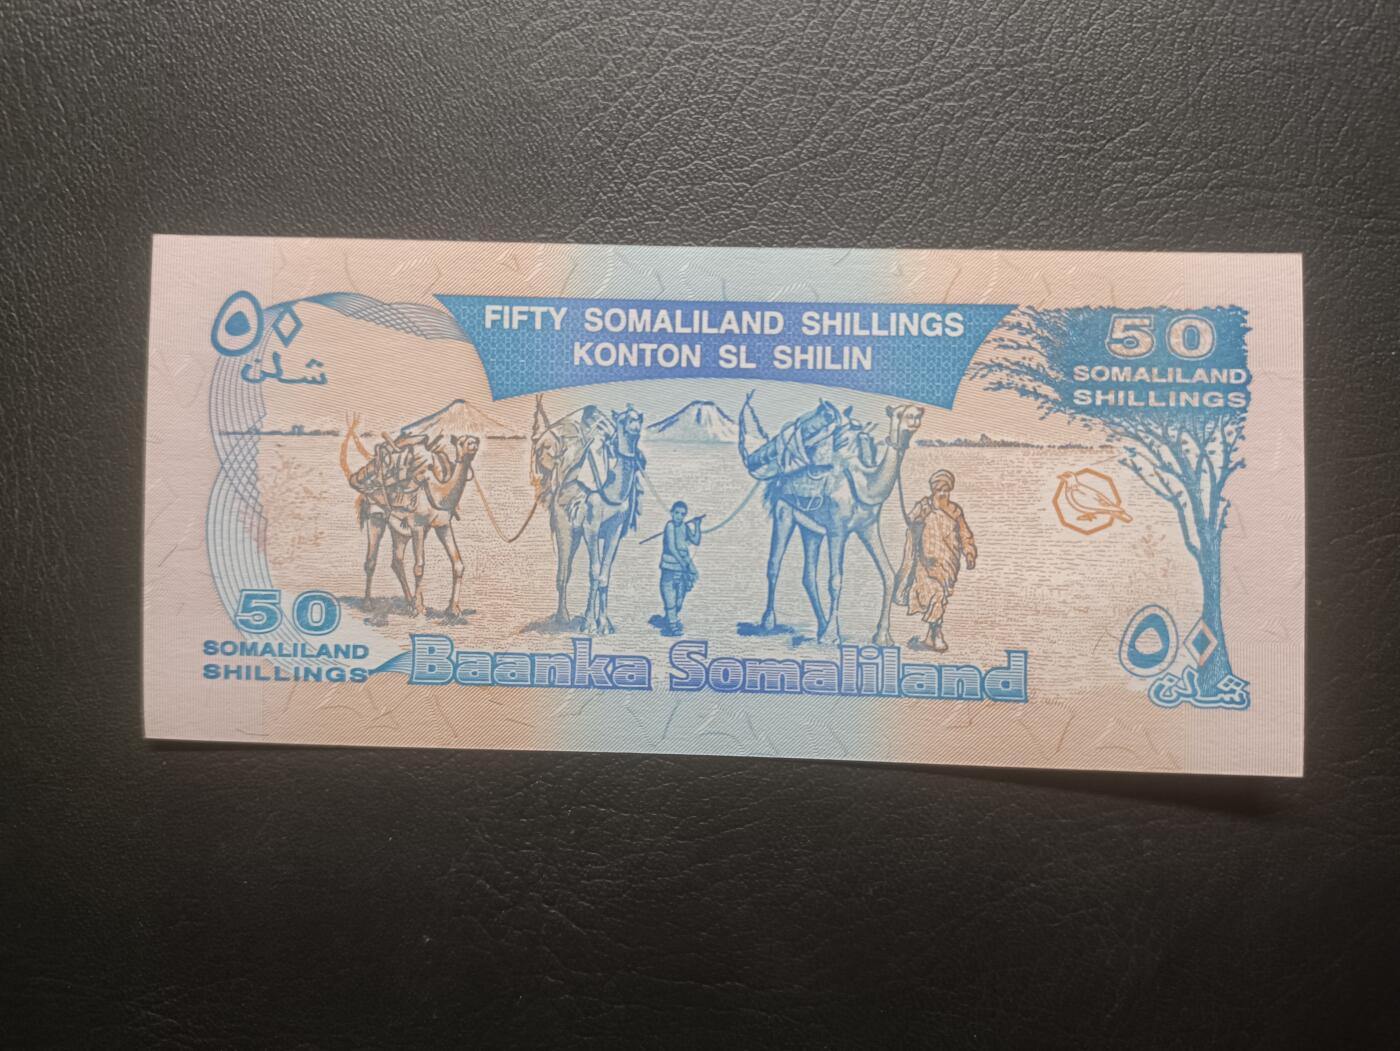 ٥٠
شلن
FIFTY SOMALILAND SHILLINGS
KONTON SL SHILIN
50
SOMALILAND
SHILLINGS
50
SOMALILAND
SHILLINGS
Baanka Somaliland
٥٠
شلن